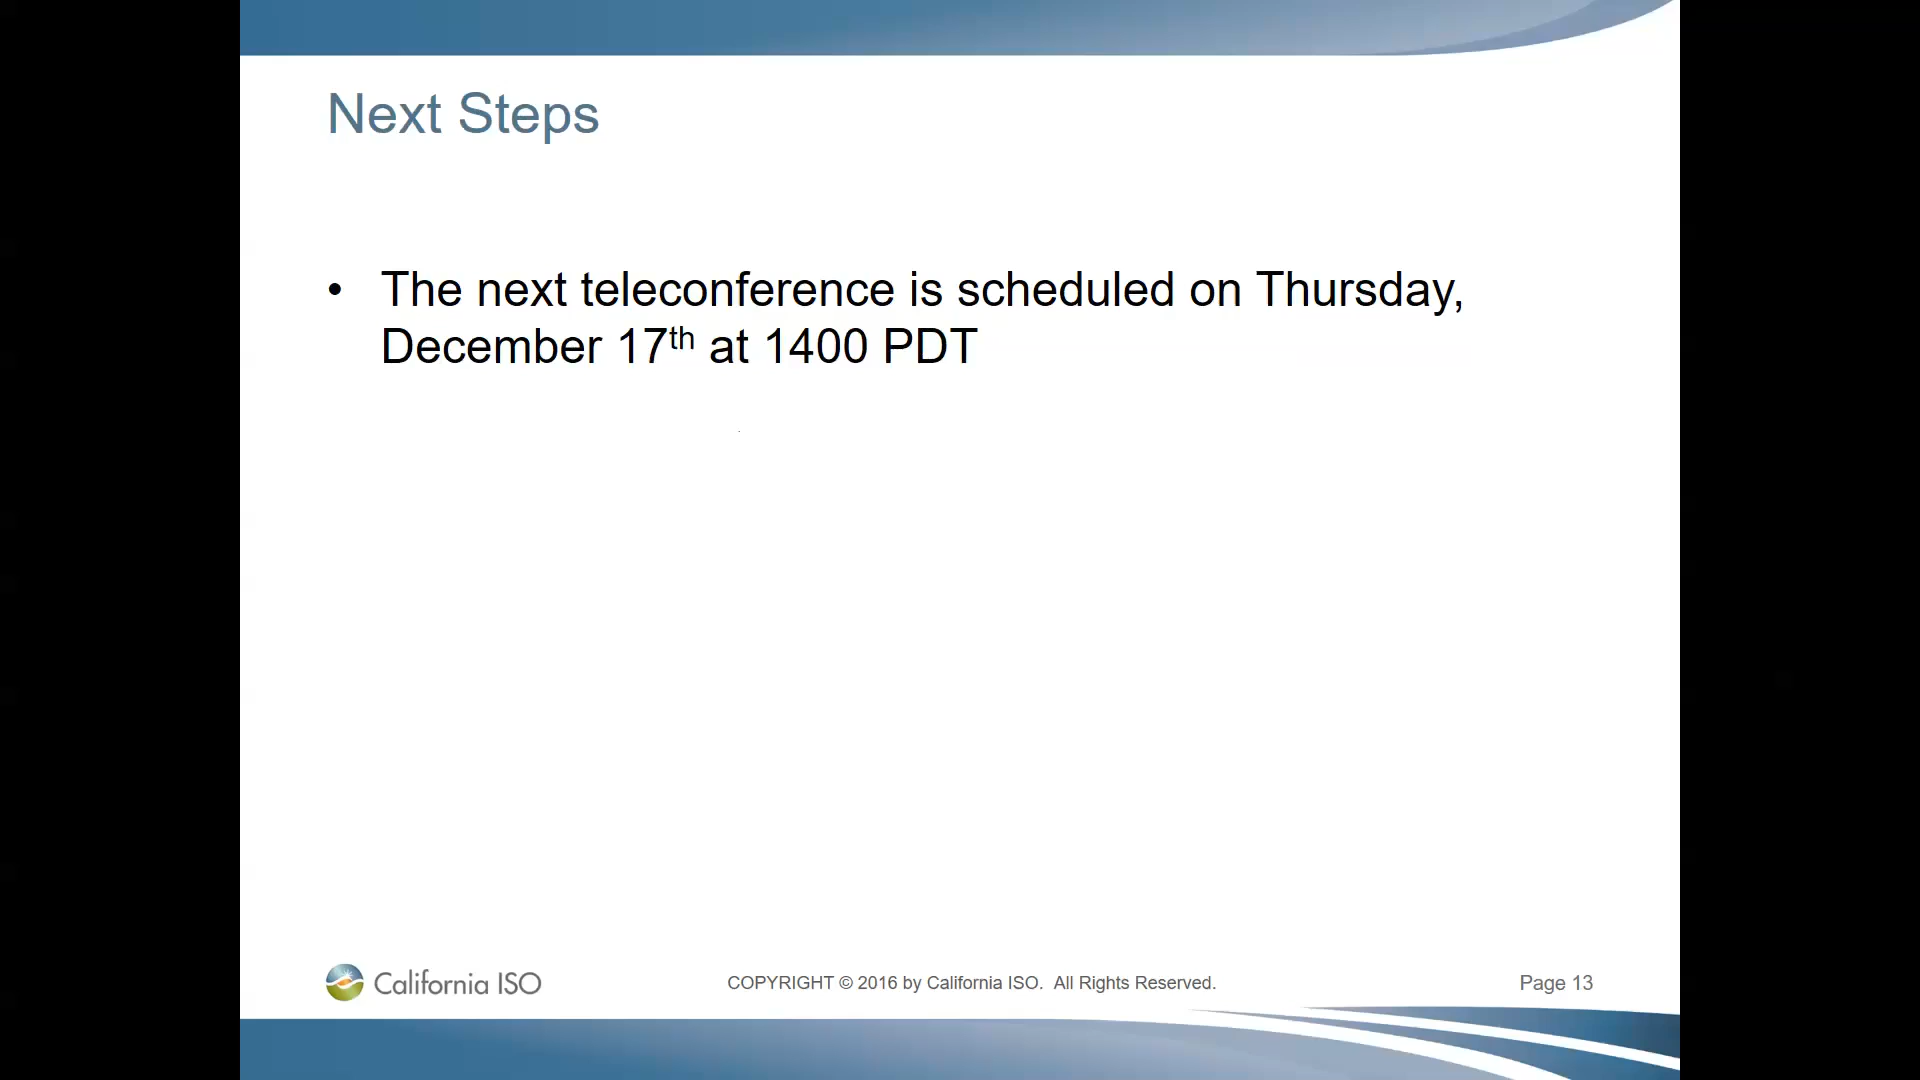 Next Steps
• The next teleconference is scheduled on Thursday,
December 17th at 1400 PDT
California ISO
COPYRIGHT © 2016 by California ISO. All Rights Reserved.
Page 13